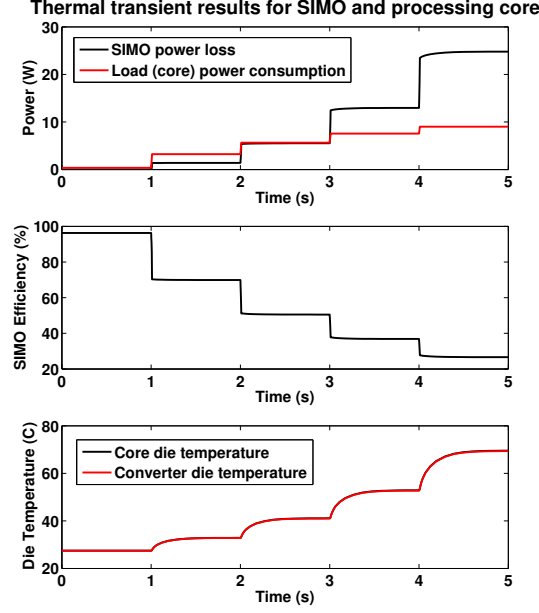 Thermal transient results for SIMO and processing core
30
20
10
0
Power (W)
SIMO power loss
Load (core) power consumption
0 1 2 3 4 5
Time (s)
100
80
60
40
20
SIMO Efficiency (%)
0 1 2 3 4 5
Time (s)
80
60
40
20
Die Temperature (C)
Core die temperature
Converter die temperature
0 1 2 3 4 5
Time (s)